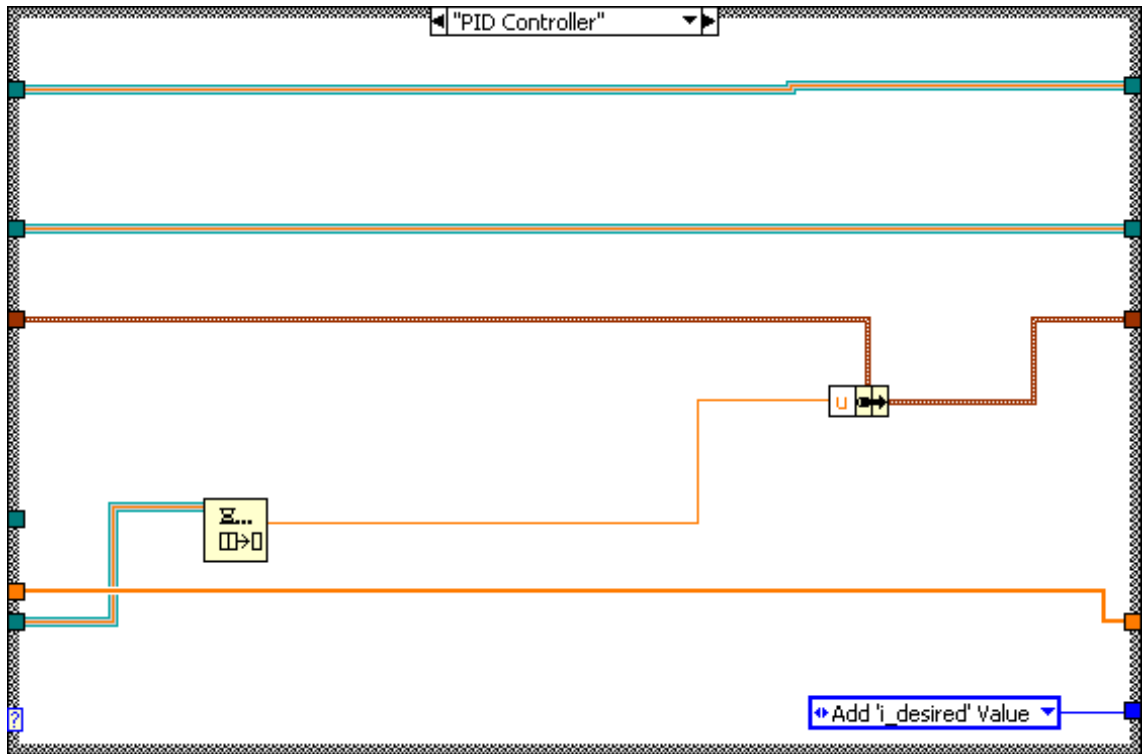 "PID Controller"
u
?
Add 'i_desired' Value